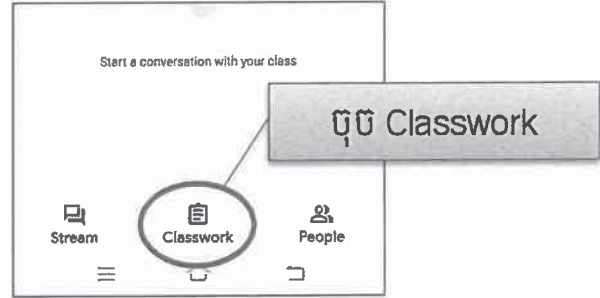 Start a conversation with your class
ចុច Classwork
Stream
Classwork
People